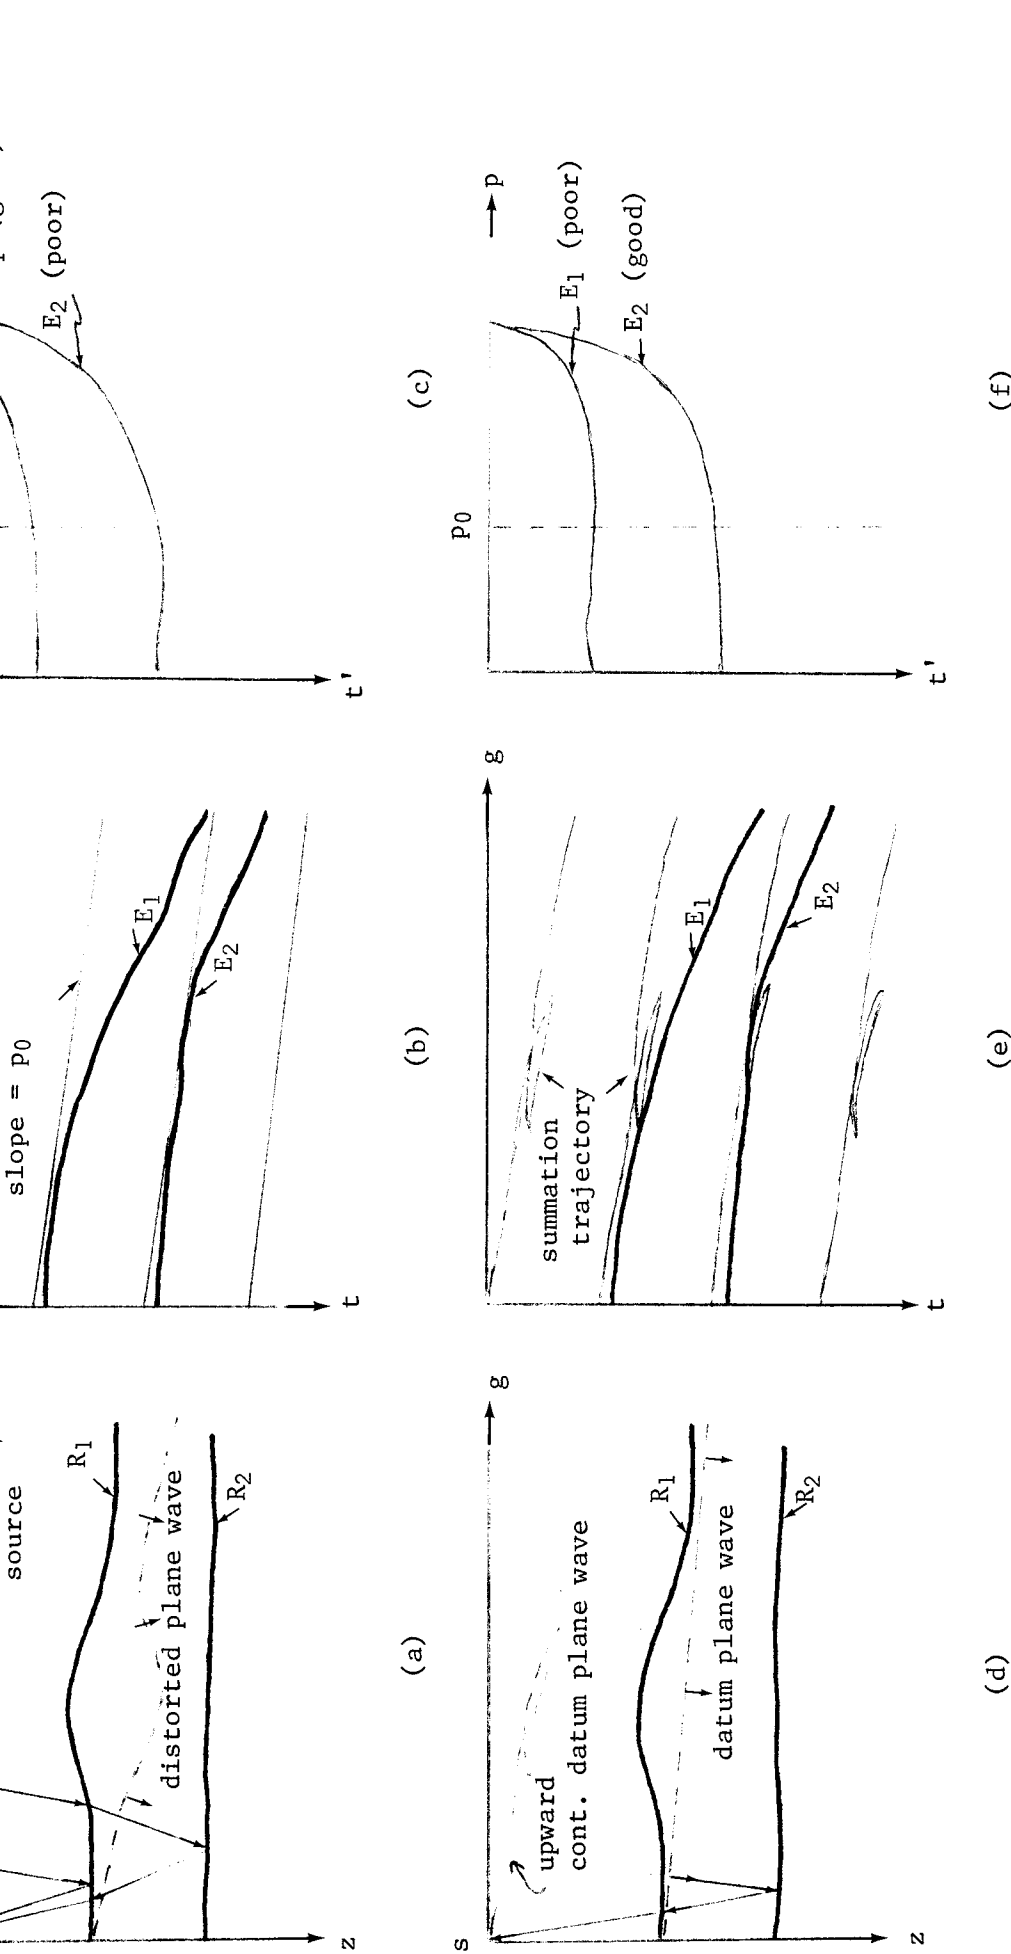 source
R1
distorted plane wave
R2
z
(a)
slope = p0
E1
E2
t
(b)
E2 (poor)
t'
(c)
s
g
upward
cont. datum plane wave
R1
datum plane wave
R2
z
(d)
g
summation
trajectory
E1
E2
t
(e)
p0
p
E1 (poor)
E2 (good)
t'
(f)